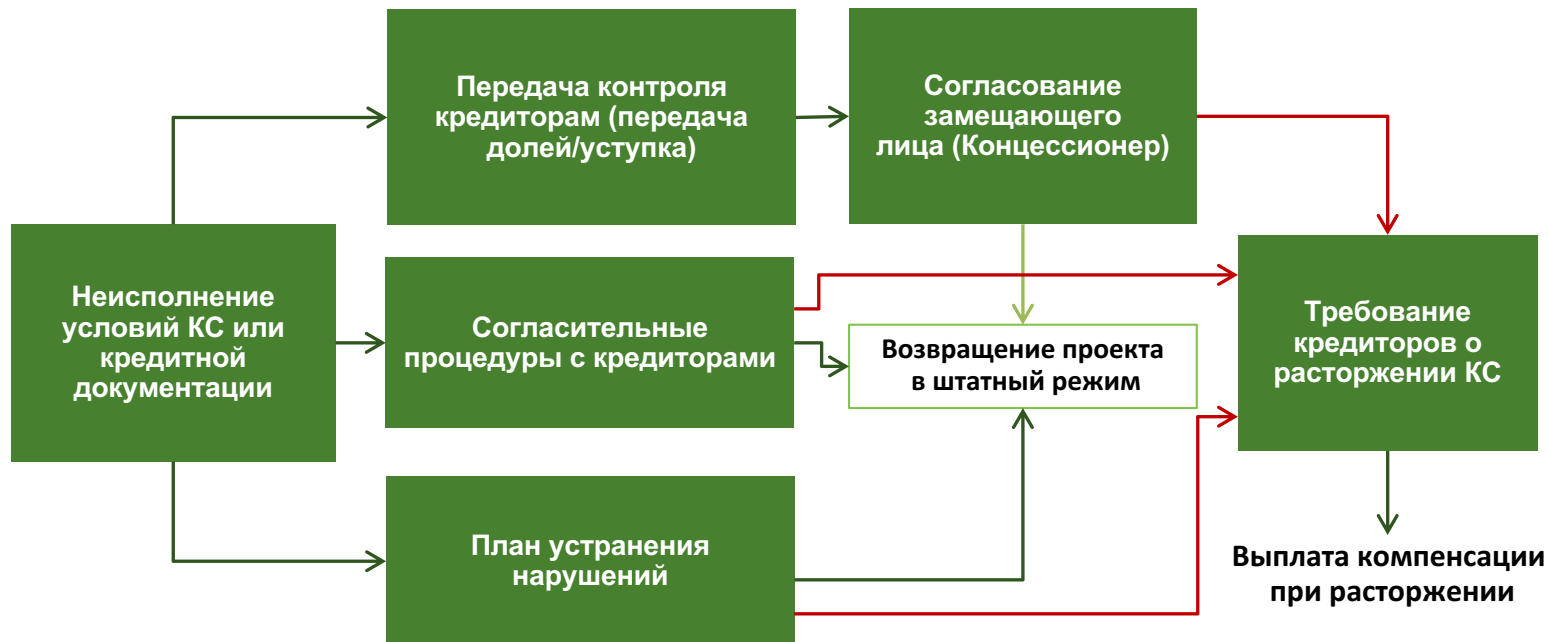 Передача контроля
кредиторам (передача
долей/уступка)
Согласование
замещающего
лица (Концессионер)
Неисполнение
условий КС или
кредитной
документации
Согласительные
процедуры с кредиторами
Возвращение проекта
в штатный режим
Требование
кредиторов о
расторжении КС
План устранения
нарушений
Выплата компенсации
при расторжении